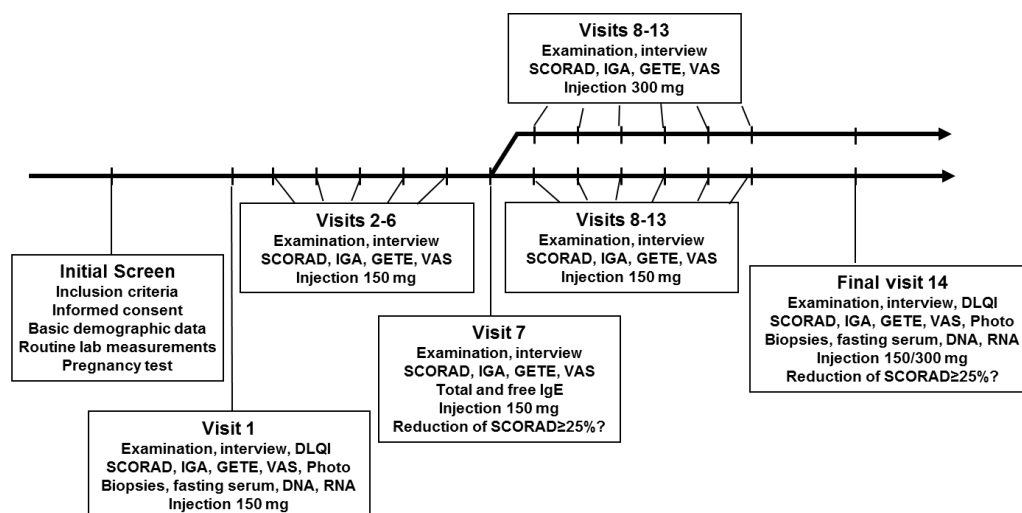 Visits 8-13
Examination, interview
SCORAD, IGA, GETE, VAS
Injection 300 mg
Visits 2-6
Examination, interview
SCORAD, IGA, GETE, VAS
Injection 150 mg
Visits 8-13
Examination, interview
SCORAD, IGA, GETE, VAS
Injection 150 mg
Initial Screen
Inclusion criteria
Informed consent
Basic demographic data
Routine lab measurements
Pregnancy test
Final visit 14
Examination, interview, DLQI
SCORAD, IGA, GETE, VAS, Photo
Biopsies, fasting serum, DNA, RNA
Injection 150/300 mg
Reduction of SCORAD≥25%?
Visit 7
Examination, interview
SCORAD, IGA, GETE, VAS
Total and free IgE
Injection 150 mg
Reduction of SCORAD≥25%?
Visit 1
Examination, interview, DLQI
SCORAD, IGA, GETE, VAS, Photo
Biopsies, fasting serum, DNA, RNA
Injection 150 mg